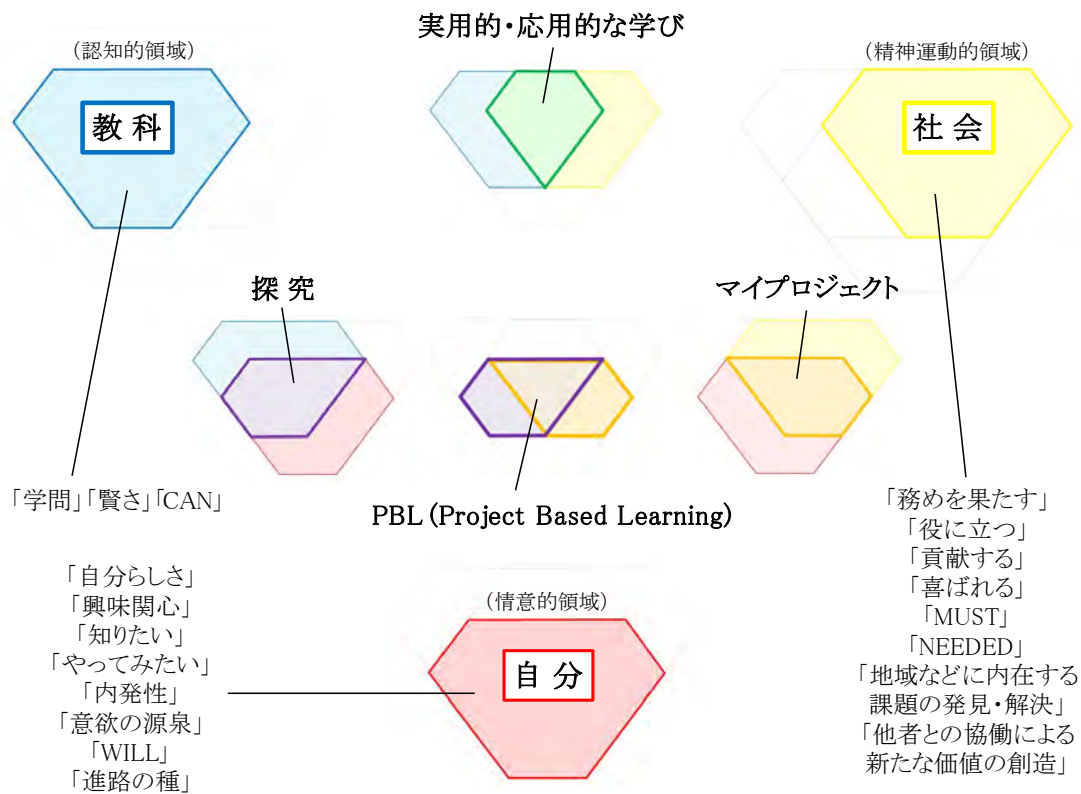 実用的・応用的な学び
（認知的領域）
（精神運動的領域）
教 科
社 会
探 究
マイプロジェクト
「学問」「賢さ」「CAN」
PBL (Project Based Learning)
「自分らしさ」
「興味関心」
「知りたい」
「やってみたい」
「内発性」
「意欲の源泉」
「WILL」
「進路の種」
（情意的領域）
自 分
「務めを果たす」
「役に立つ」
「貢献する」
「喜ばれる」
「MUST」
「NEEDED」
「地域などに内在する
課題の発見・解決」
「他者との協働による
新たな価値の創造」